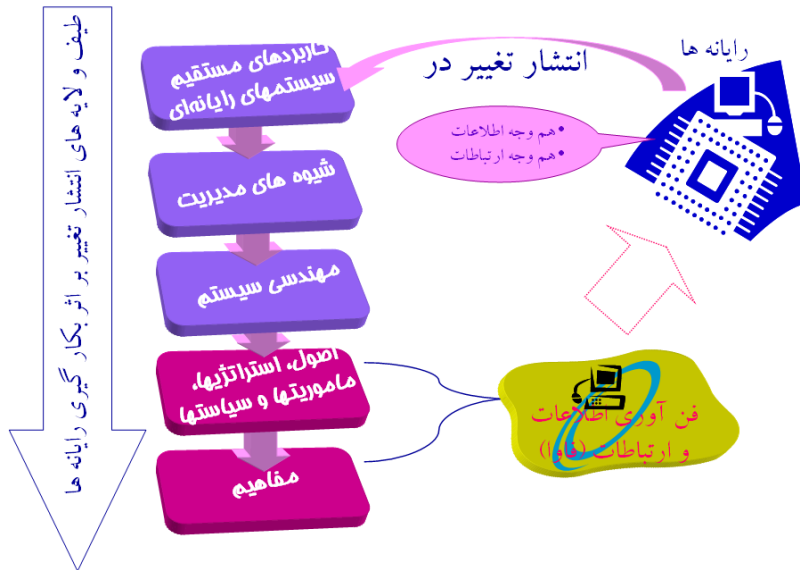 رایانه ها
انتشار تغییر در
• هم وجه اطلاعات
• هم وجه ارتباطات
کاربردهای مستقیم
سیستمهای رایانه‌ای
شیوه های مدیریت
مهندسی سیستم
اصول، استراتژیها،
ماموریتها و سیاستها
مفاهیم
فن آوری اطلاعات
و ارتباطات (فاوا)
طیف و لایه های انتشار تغییر بر اثر بکار گیری رایانه ها